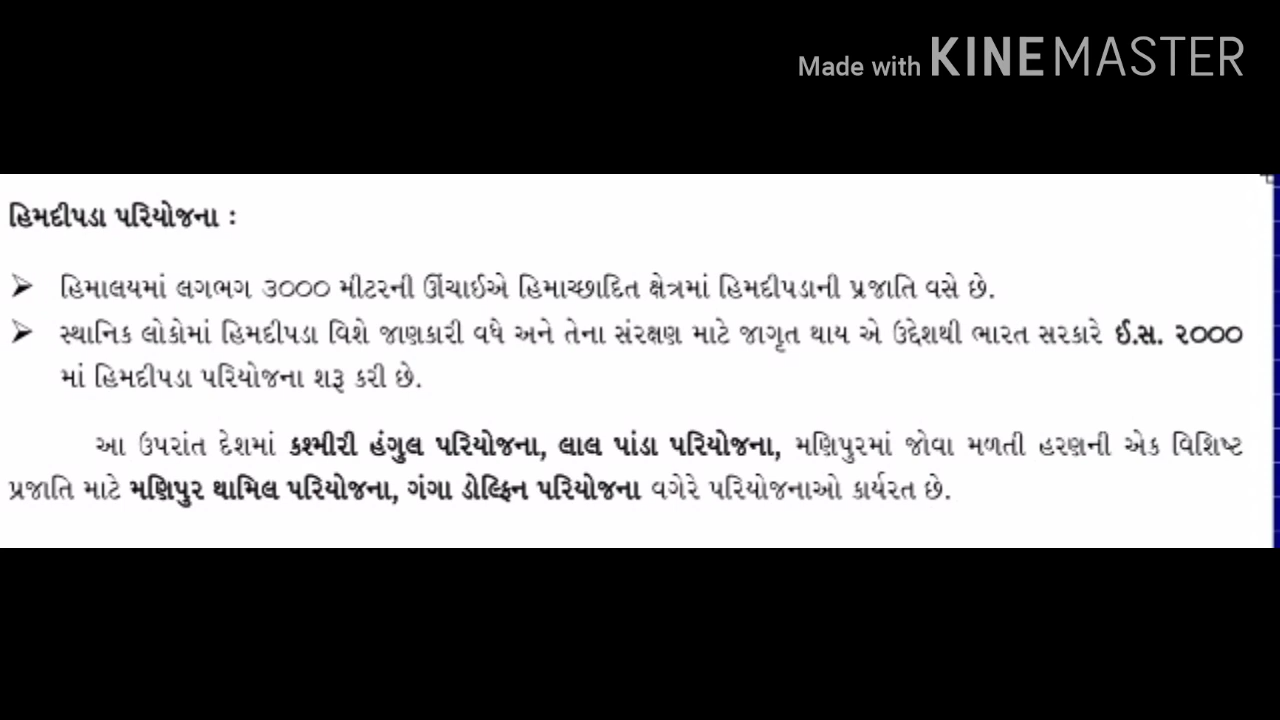 Made with KINEMASTER
હિમદીપડા પરિયોજના :
➤ હિમાલયમાં લગભગ ૩૦૦૦ મીટરની ઊંચાઈએ હિમાચ્છાદિત ક્ષેત્રમાં હિમદીપડાની પ્રજાતિ વસે છે.
➤ સ્થાનિક લોકોમાં હિમદીપડા વિશે જાણકારી વધે અને તેના સંરક્ષણ માટે જાગૃત થાય એ ઉદ્દેશથી ભારત સરકારે ઈ.સ. ૨૦૦૦
માં હિમદીપડા પરિયોજના શરૂ કરી છે.
આ ઉપરાંત દેશમાં કશ્મીરી હંગુલ પરિયોજના, લાલ પાંડા પરિયોજના, મણિપુરમાં જોવા મળતી હરણની એક વિશિષ્ટ
પ્રજાતિ માટે મણિપુર થામિલ પરિયોજના, ગંગા ડોલ્ફિન પરિયોજના વગેરે પરિયોજનાઓ કાર્યરત છે.